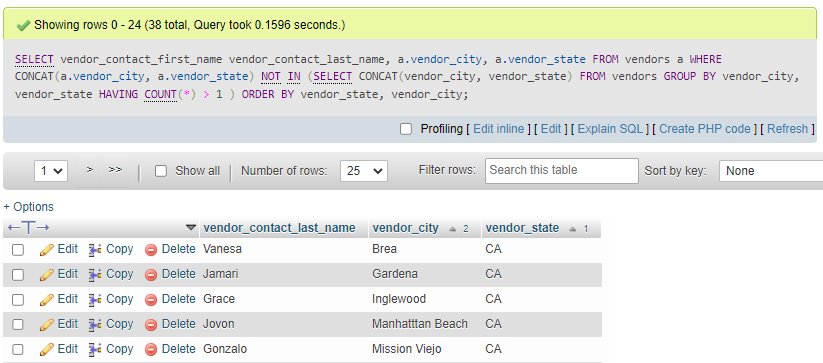 Showing rows 0 - 24 (38 total, Query took 0.1596 seconds.)
SELECT vendor_contact_first_name vendor_contact_last_name, a.vendor_city, a.vendor_state FROM vendors a WHERE
CONCAT(a.vendor_city, a.vendor_state) NOT IN (SELECT CONCAT(vendor_city, vendor_state) FROM vendors GROUP BY vendor_city,
vendor_state HAVING COUNT(*) > 1 ) ORDER BY vendor_state, vendor_city;
Profiling [ Edit inline ] [ Edit ] [ Explain SQL ] [ Create PHP code ] [ Refresh ]
1 > >> Show all Number of rows: 25 Filter rows: Search this table Sort by key: None
+ Options
vendor_contact_last_name vendor_city 2 vendor_state 1
Edit Copy Delete Vanesa Brea CA
Edit Copy Delete Jamari Gardena CA
Edit Copy Delete Grace Inglewood CA
Edit Copy Delete Jovon Manhatttan Beach CA
Edit Copy Delete Gonzalo Mission Viejo CA